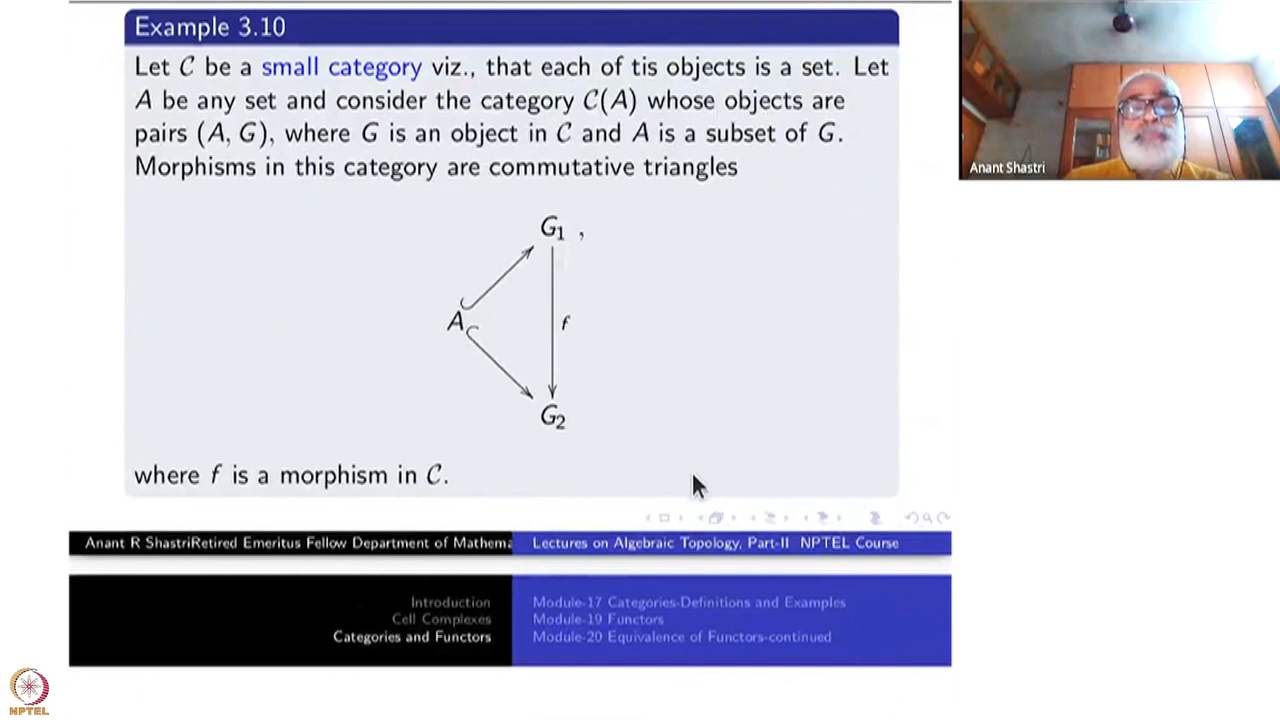 Example 3.10
Let C be a small category viz., that each of tis objects is a set. Let
A be any set and consider the category C(A) whose objects are
pairs (A, G), where G is an object in C and A is a subset of G.
Morphisms in this category are commutative triangles
G₁ ,
A
f
G₂
where f is a morphism in C.
Anant Shastri
Anant R ShastriRetired Emeritus Fellow Department of Mathema
Lectures on Algebraic Topology, Part-II NPTEL Course
Introduction
Cell Complexes
Categories and Functors
Module-17 Categories-Definitions and Examples
Module-19 Functors
Module-20 Equivalence of Functors-continued
NPTEL